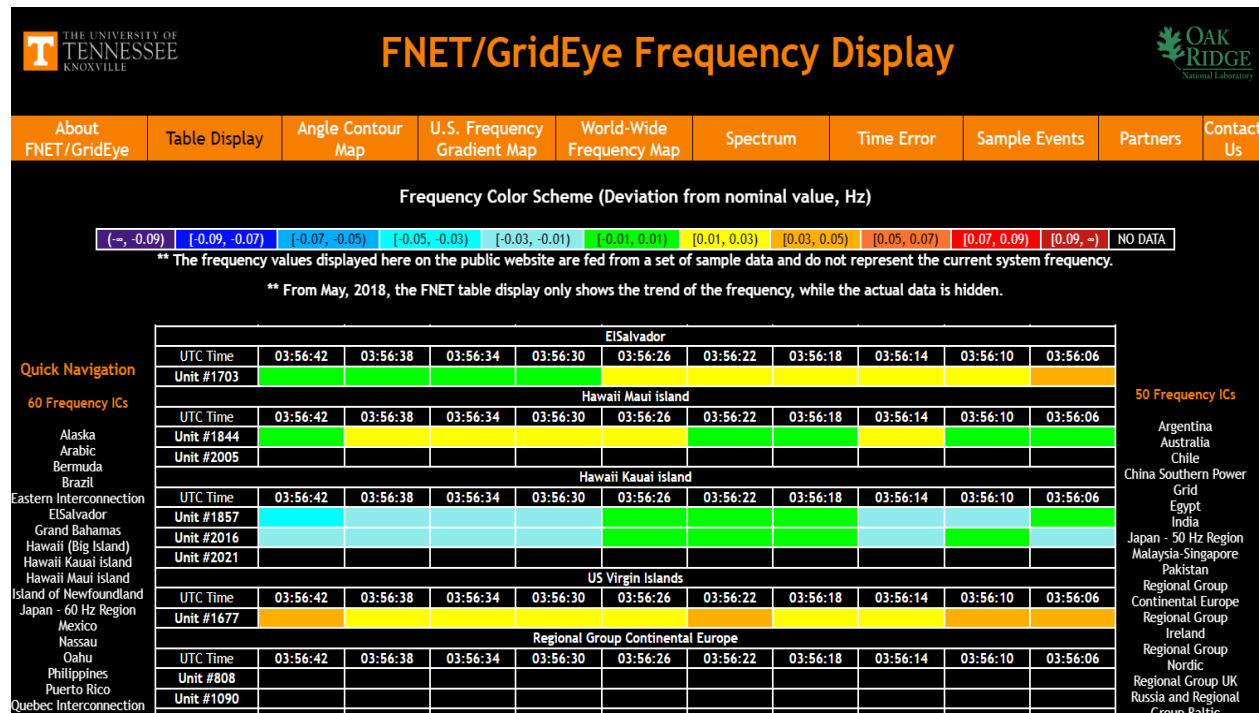 THE UNIVERSITY OF
TENNESSEE
KNOXVILLE
FNET/GridEye Frequency Display
OAK
RIDGE
National Laboratory
About FNET/GridEye
Table Display
Angle Contour Map
U.S. Frequency Gradient Map
World-Wide Frequency Map
Spectrum
Time Error
Sample Events
Partners
Contact Us
Frequency Color Scheme (Deviation from nominal value, Hz)
(-∞, -0.09) [-0.09, -0.07) [-0.07, -0.05) [-0.05, -0.03) [-0.03, -0.01) [-0.01, 0.01) [0.01, 0.03) [0.03, 0.05) [0.05, 0.07) [0.07, 0.09) [0.09, ∞) NO DATA
** The frequency values displayed here on the public website are fed from a set of sample data and do not represent the current system frequency.
** From May, 2018, the FNET table display only shows the trend of the frequency, while the actual data is hidden.
Quick Navigation
60 Frequency ICs
Alaska
Arabic
Bermuda
Brazil
Eastern Interconnection
ElSalvador
Grand Bahamas
Hawaii (Big Island)
Hawaii Kauai island
Hawaii Maui island
Island of Newfoundland
Japan - 60 Hz Region
Mexico
Nassau
Oahu
Philippines
Puerto Rico
Quebec Interconnection
ElSalvador
UTC Time 03:56:42 03:56:38 03:56:34 03:56:30 03:56:26 03:56:22 03:56:18 03:56:14 03:56:10 03:56:06
Unit #1703
Hawaii Maui island
UTC Time 03:56:42 03:56:38 03:56:34 03:56:30 03:56:26 03:56:22 03:56:18 03:56:14 03:56:10 03:56:06
Unit #1844
Unit #2005
Hawaii Kauai island
UTC Time 03:56:42 03:56:38 03:56:34 03:56:30 03:56:26 03:56:22 03:56:18 03:56:14 03:56:10 03:56:06
Unit #1857
Unit #2016
Unit #2021
US Virgin Islands
UTC Time 03:56:42 03:56:38 03:56:34 03:56:30 03:56:26 03:56:22 03:56:18 03:56:14 03:56:10 03:56:06
Unit #1677
Regional Group Continental Europe
UTC Time 03:56:42 03:56:38 03:56:34 03:56:30 03:56:26 03:56:22 03:56:18 03:56:14 03:56:10 03:56:06
Unit #808
Unit #1090
50 Frequency ICs
Argentina
Australia
Chile
China Southern Power
Grid
Egypt
India
Japan - 50 Hz Region
Malaysia-Singapore
Pakistan
Regional Group
Continental Europe
Regional Group
Ireland
Regional Group
Nordic
Regional Group UK
Russia and Regional
Group Baltic